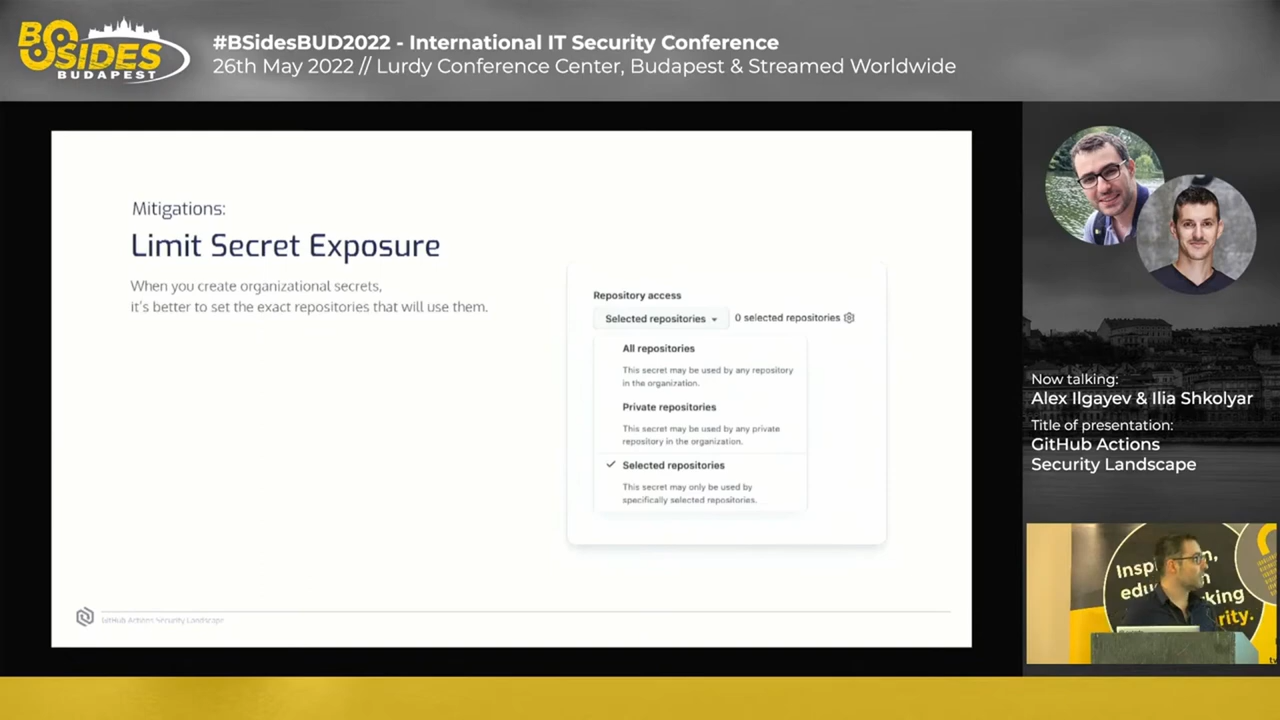 BSIDES
BUDAPEST
#BSidesBUD2022 - International IT Security Conference
26th May 2022 // Lurdy Conference Center, Budapest & Streamed Worldwide
Mitigations:
Limit Secret Exposure
When you create organizational secrets,
it's better to set the exact repositories that will use them.
Repository access
Selected repositories
0 selected repositories
All repositories
This secret may be used by any repository
in the organization.
Private repositories
This secret may be used by any private
repository in the organization.
Selected repositories
This secret may only be used by
specifically selected repositories.
GitHub Actions Security Landscape
Now talking:
Alex Ilgayev & Ilia Shkolyar
Title of presentation:
GitHub Actions
Security Landscape